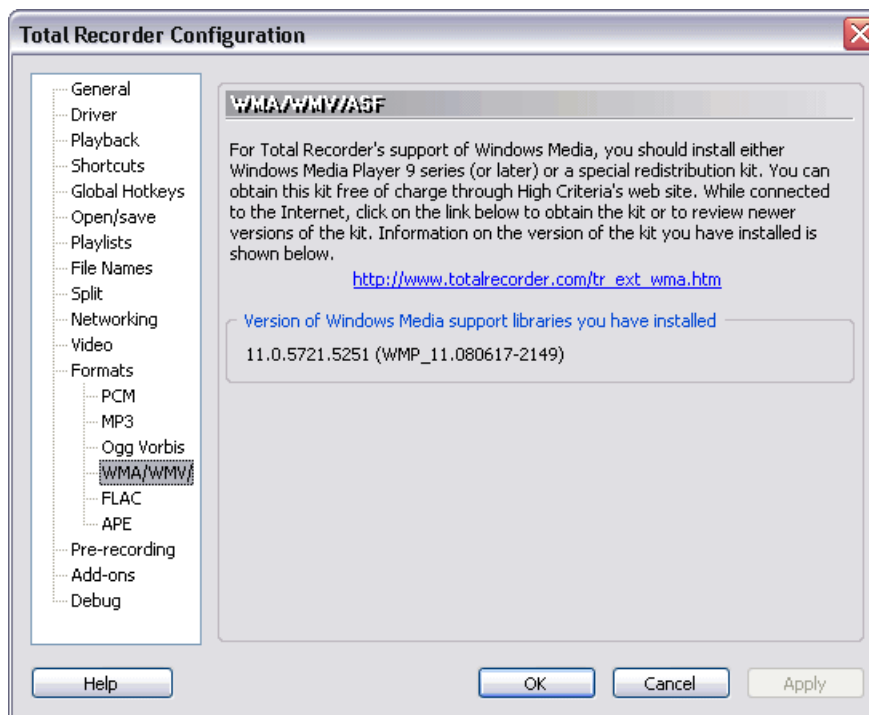 Total Recorder Configuration
General
Driver
Playback
Shortcuts
Global Hotkeys
Open/save
Playlists
File Names
Split
Networking
Video
Formats
PCM
MP3
Ogg Vorbis
WMA/WMV/
FLAC
APE
Pre-recording
Add-ons
Debug
WMA/WMV/ASF
For Total Recorder's support of Windows Media, you should install either
Windows Media Player 9 series (or later) or a special redistribution kit. You can
obtain this kit free of charge through High Criteria's web site. While connected
to the Internet, click on the link below to obtain the kit or to review newer
versions of the kit. Information on the version of the kit you have installed is
shown below.
http://www.totalrecorder.com/tr_ext_wma.htm
Version of Windows Media support libraries you have installed
11.0.5721.5251 (WMP_11.080617-2149)
Help
OK
Cancel
Apply